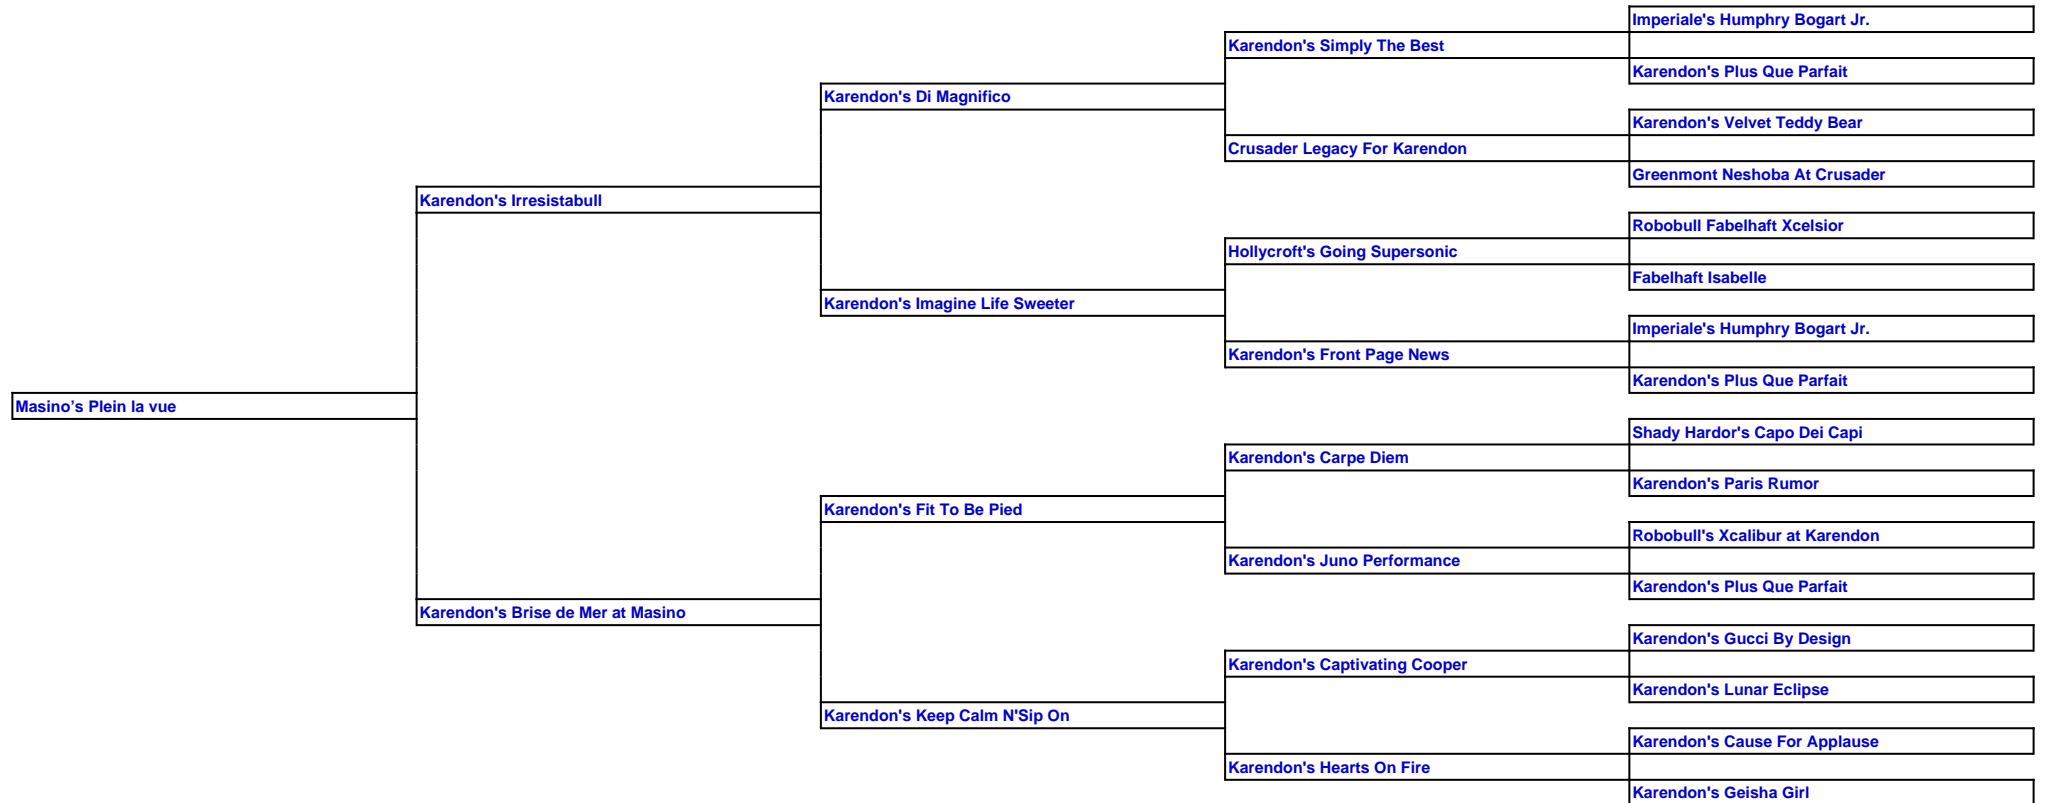 Imperiale's Humphry Bogart Jr.
Karendon's Simply The Best
Karendon's Plus Que Parfait
Karendon's Di Magnifico
Karendon's Velvet Teddy Bear
Crusader Legacy For Karendon
Greenmont Neshoba At Crusader
Karendon's Irresistabull
Robobull Fabelhaft Xcelsior
Hollycroft's Going Supersonic
Fabelhaft Isabelle
Karendon's Imagine Life Sweeter
Imperiale's Humphry Bogart Jr.
Karendon's Front Page News
Karendon's Plus Que Parfait
Masino’s Plein la vue
Shady Hardor's Capo Dei Capi
Karendon's Carpe Diem
Karendon's Paris Rumor
Karendon's Fit To Be Pied
Robobull's Xcalibur at Karendon
Karendon's Juno Performance
Karendon's Plus Que Parfait
Karendon's Brise de Mer at Masino
Karendon's Gucci By Design
Karendon's Captivating Cooper
Karendon's Lunar Eclipse
Karendon's Keep Calm N'Sip On
Karendon's Cause For Applause
Karendon's Hearts On Fire
Karendon's Geisha Girl